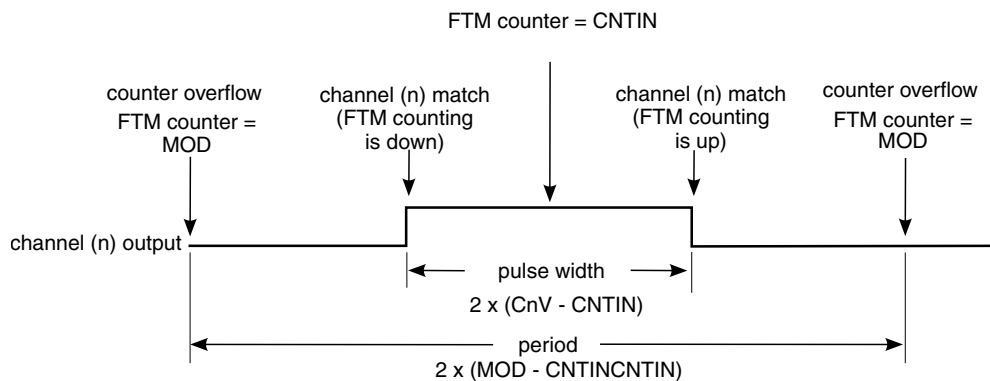 FTM counter = CNTIN
counter overflow
FTM counter =
MOD
channel (n) match
(FTM counting
is down)
channel (n) match
(FTM counting
is up)
counter overflow
FTM counter =
MOD
channel (n) output
pulse width
2 x (CnV - CNTIN)
period
2 x (MOD - CNTINCNTIN)